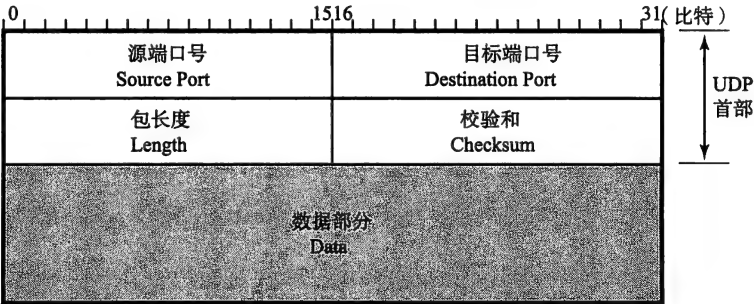 0 1516 31(比特)
源端口号
Source Port
目标端口号
Destination Port
UDP
首部
包长度
Length
校验和
Checksum
数据部分
Data